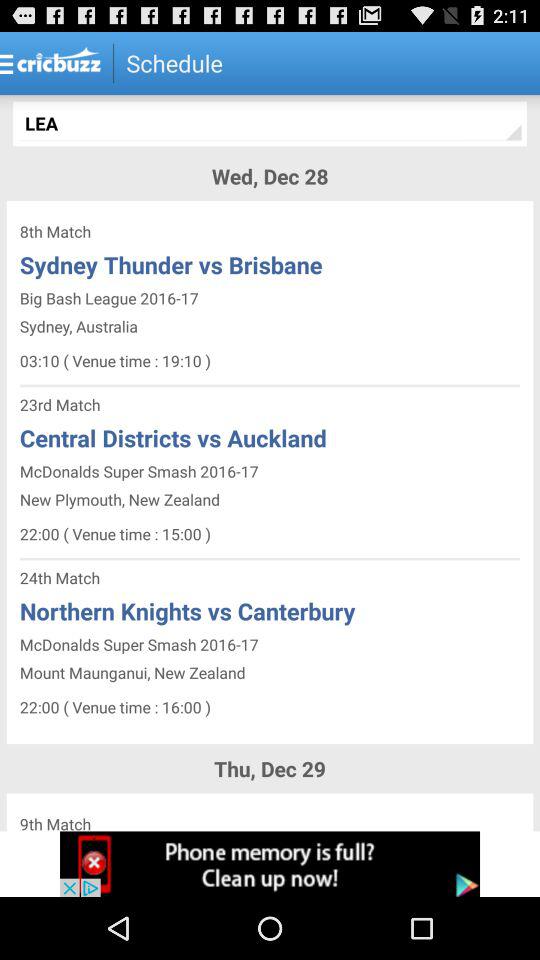 2:11
cricbuzz Schedule
LEA
Wed, Dec 28
8th Match
Sydney Thunder vs Brisbane
Big Bash League 2016-17
Sydney, Australia
03:10 ( Venue time : 19:10 )
23rd Match
Central Districts vs Auckland
McDonalds Super Smash 2016-17
New Plymouth, New Zealand
22:00 ( Venue time : 15:00 )
24th Match
Northern Knights vs Canterbury
McDonalds Super Smash 2016-17
Mount Maunganui, New Zealand
22:00 ( Venue time : 16:00 )
Thu, Dec 29
9th Match
Phone memory is full?
Clean up now!